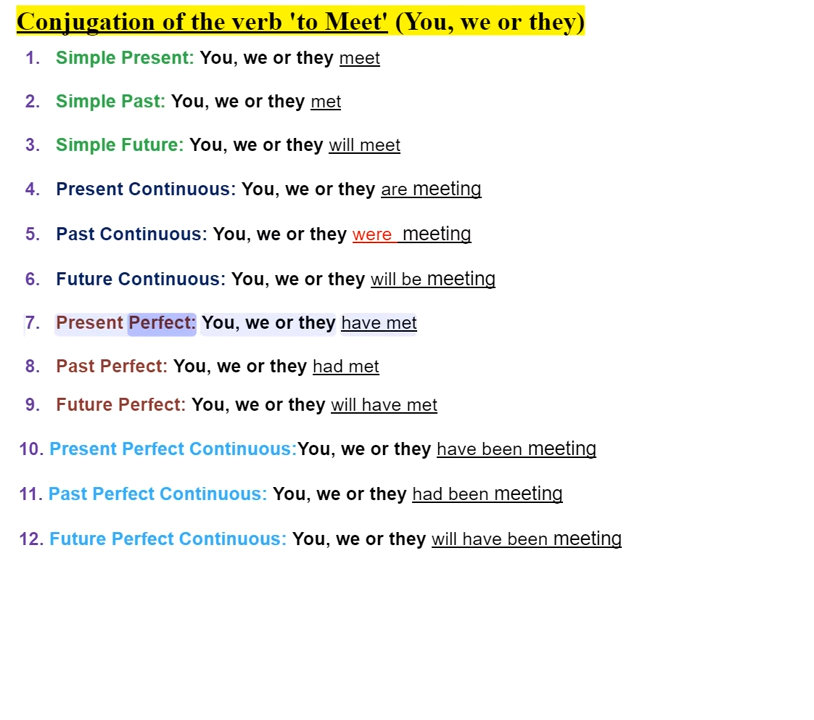 Conjugation of the verb 'to Meet' (You, we or they)
1. Simple Present: You, we or they meet
2. Simple Past: You, we or they met
3. Simple Future: You, we or they will meet
4. Present Continuous: You, we or they are meeting
5. Past Continuous: You, we or they were meeting
6. Future Continuous: You, we or they will be meeting
7. Present Perfect: You, we or they have met
8. Past Perfect: You, we or they had met
9. Future Perfect: You, we or they will have met
10. Present Perfect Continuous:You, we or they have been meeting
11. Past Perfect Continuous: You, we or they had been meeting
12. Future Perfect Continuous: You, we or they will have been meeting